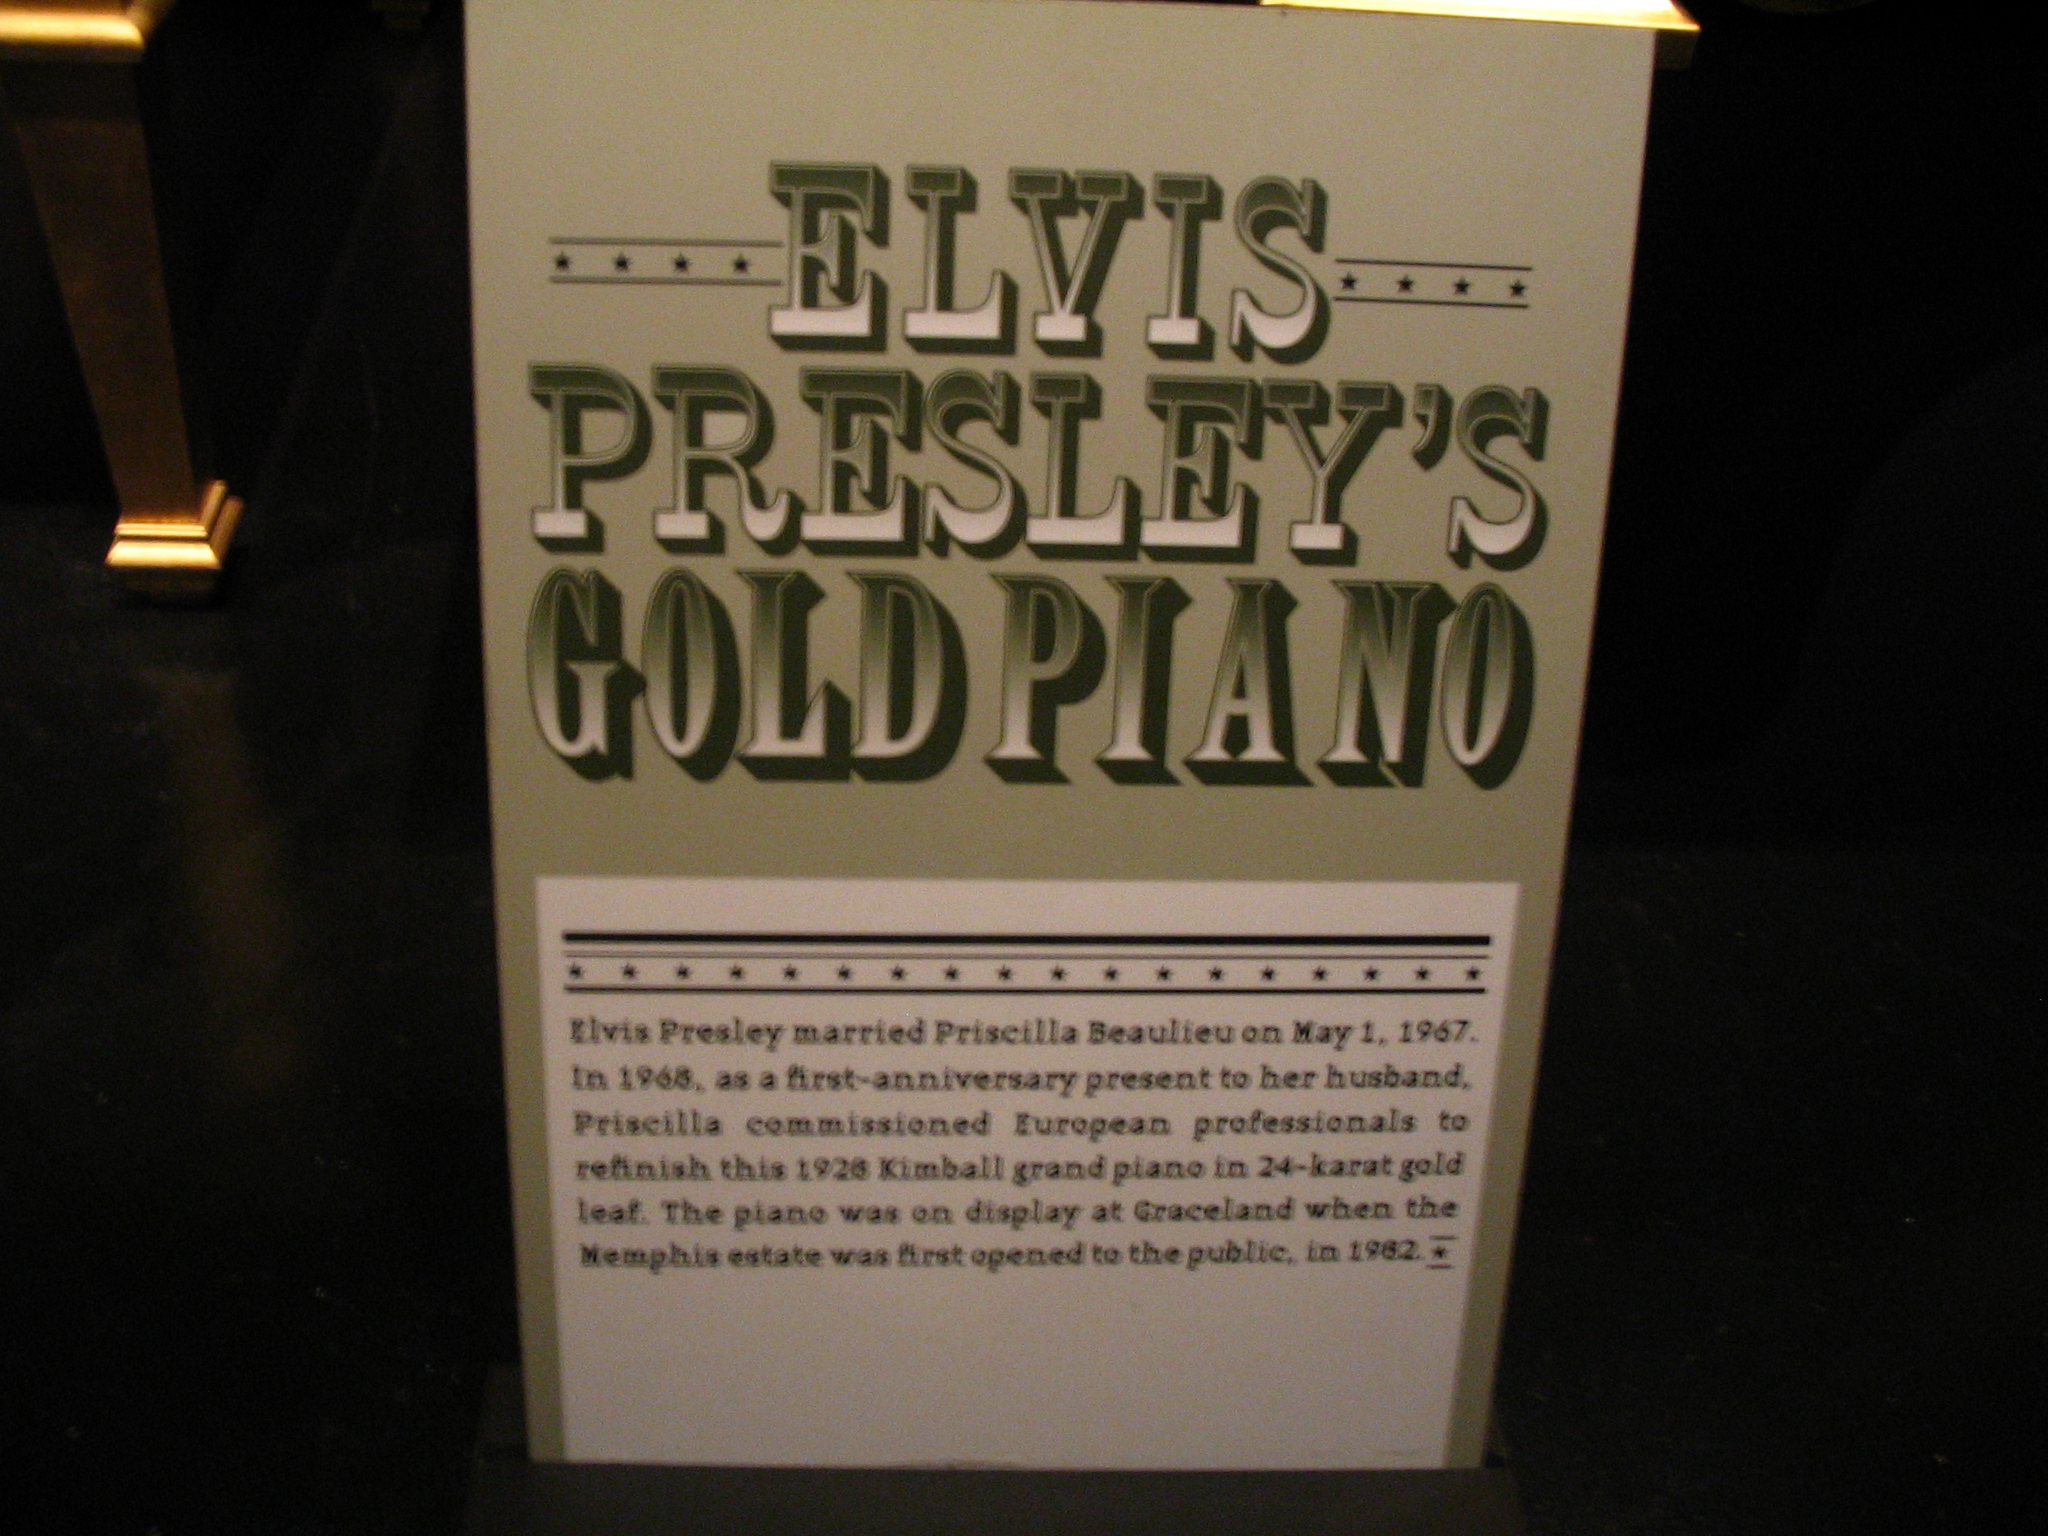 ELVIS
PRESLEY'S
GOLD PIANO
Elvis Presley married Priscilla Beaulieu on May 1, 1967.
In 1968, as a first-anniversary present to her husband,
Priscilla commissioned European professionals to
refinish this 1928 Kimball grand piano in 24-karat gold
leaf. The piano was on display at Graceland when the
Memphis estate was first opened to the public, in 1982.